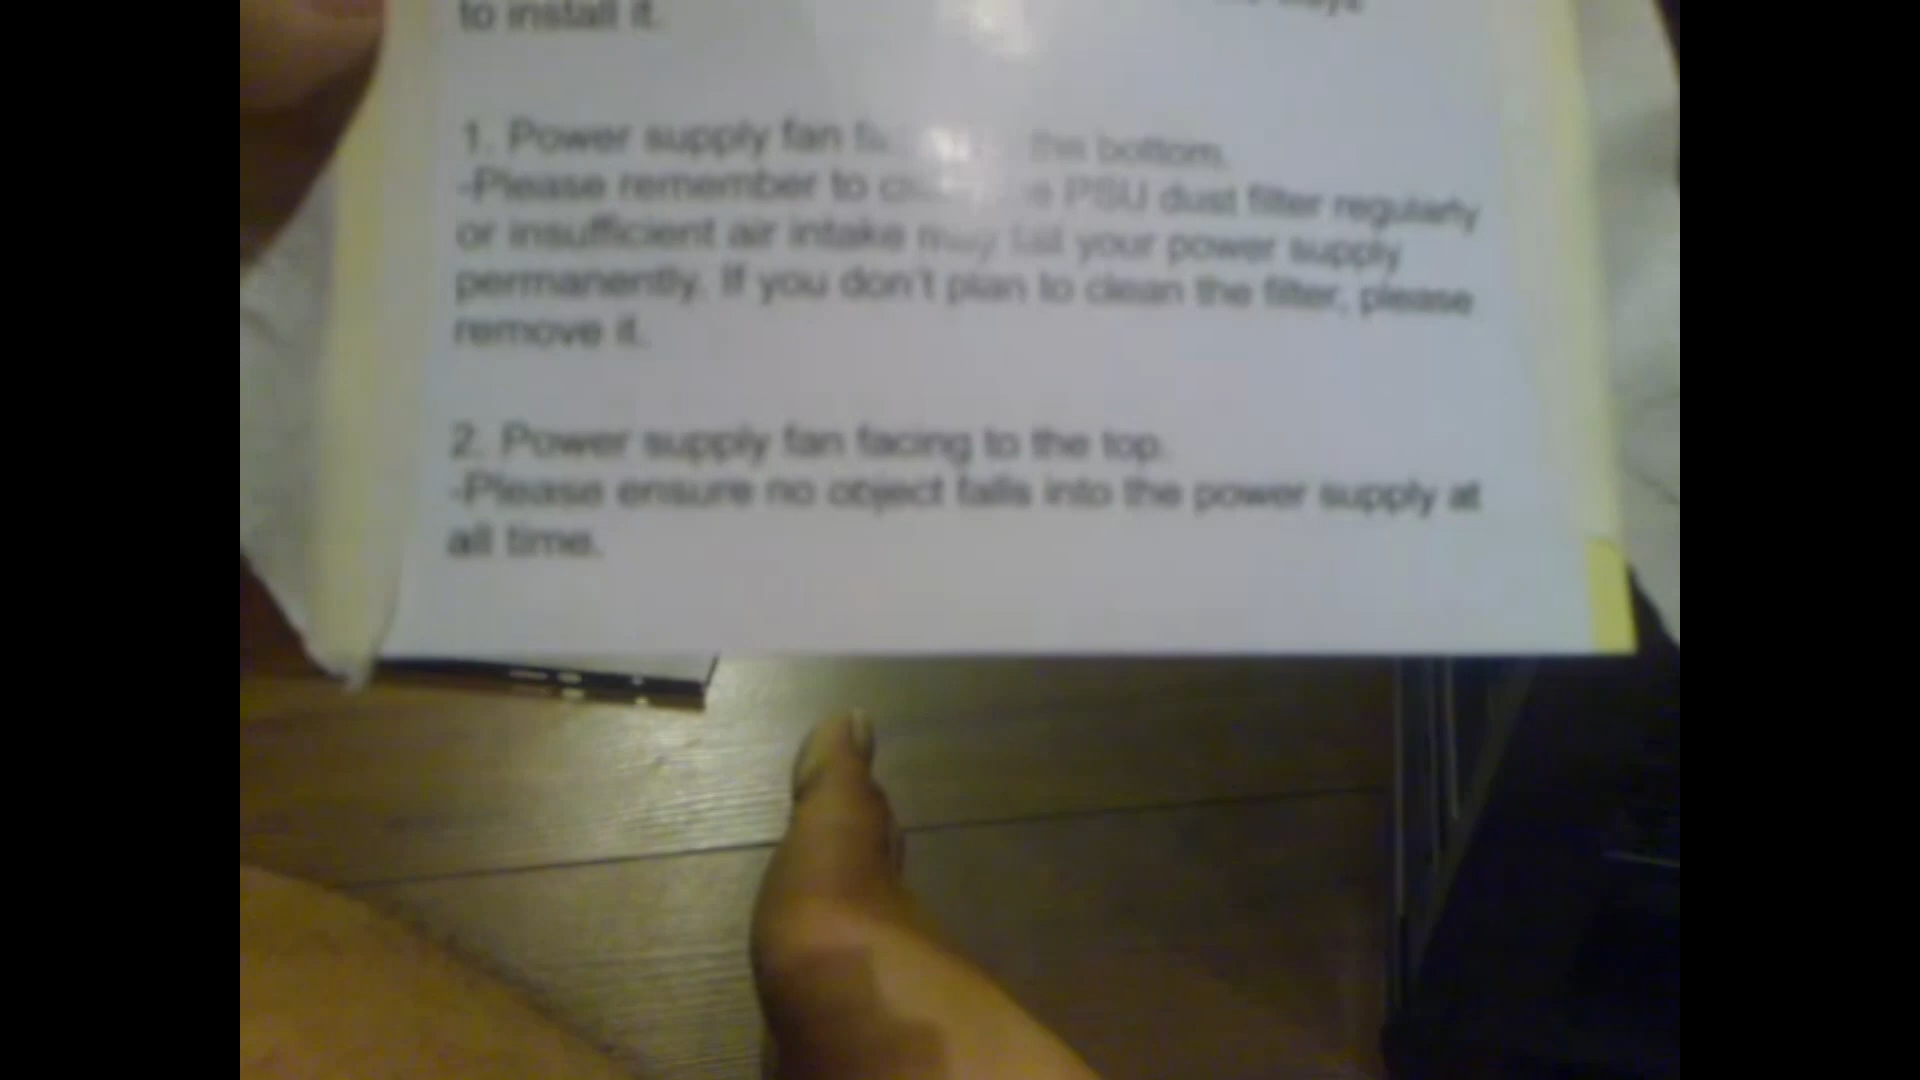 to install it.
1. Power supply fan bottom.
-Please remember to PSU dust filter regularly
or insufficient air intake may fail your power supply
permanently. If you don't plan to clean the filter, please
remove it.
2. Power supply fan facing to the top.
-Please ensure no object falls into the power supply at
all time.